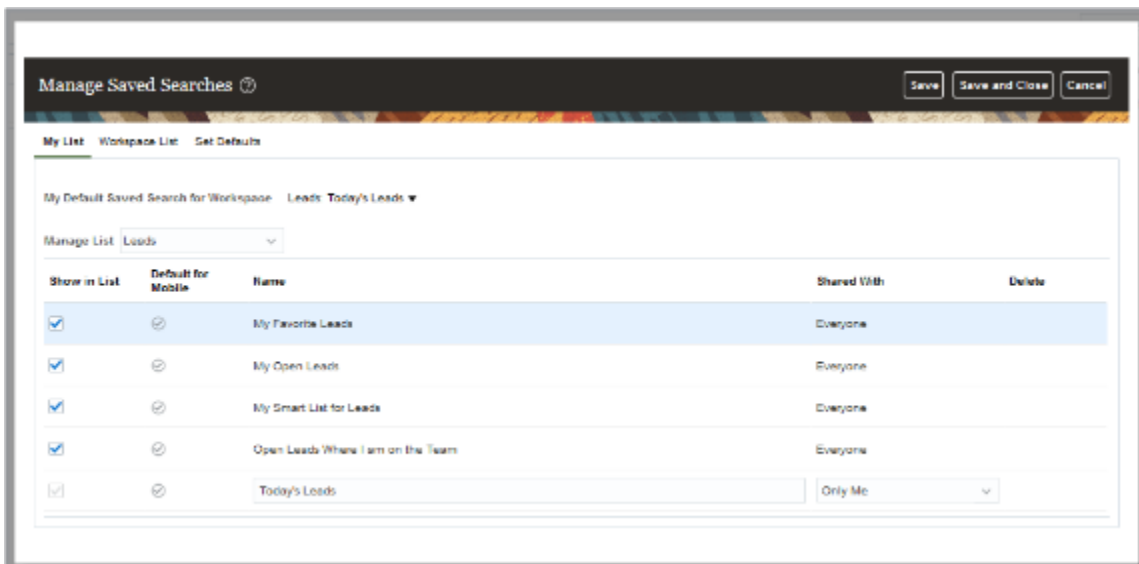 Manage Saved Searches ?
Save Save and Close Cancel
My List Workspace List Set Defaults
My Default Saved Search for Workspace Leads: Today's Leads
Manage List Leads
Show in List Default for Mobile Name Shared With Delete
My Favorite Leads Everyone
My Open Leads Everyone
My Smart List for Leads Everyone
Open Leads Where I am on the Team Everyone
Today's Leads Only Me